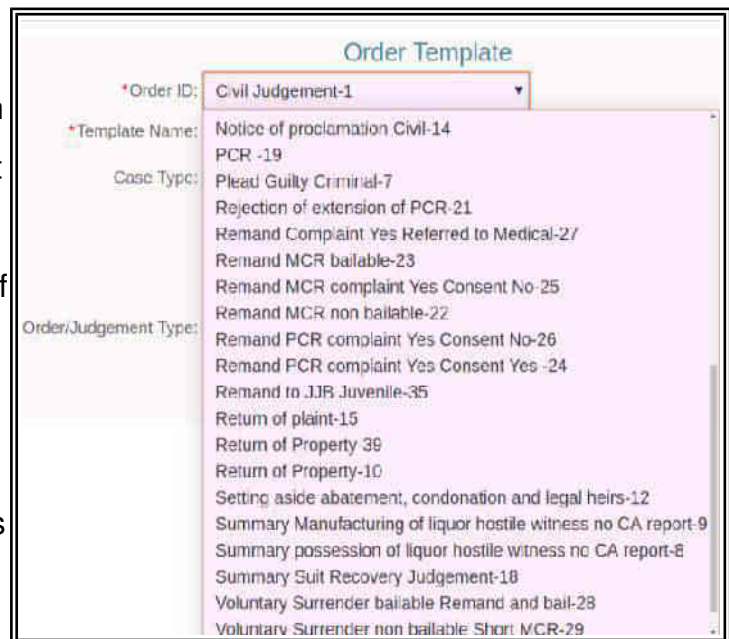 Order Template
*Order ID: Civil Judgement-1
*Template Name:
Case Type:
Order/Judgement Type:
Notice of proclamation Civil-14
PCR -19
Plead Guilty Criminal-7
Rejection of extension of PCR-21
Remand Complaint Yes Referred to Medical-27
Remand MCR bailable-23
Remand MCR complaint Yes Consent No-25
Remand MCR non bailable-22
Remand PCR complaint Yes Consent No-26
Remand PCR complaint Yes Consent Yes -24
Remand to JJB Juvenile-35
Return of plaint-15
Return of Property-39
Return of Property-10
Setting aside abatement, condonation and legal heirs-12
Summary Manufacturing of liquor hostile witness no CA report-9
Summary possession of liquor hostile witness no CA report-8
Summary Suit Recovery Judgement-18
Voluntary Surrender bailable Remand and bail-28
Voluntary Surrender non bailable Short MCR-29